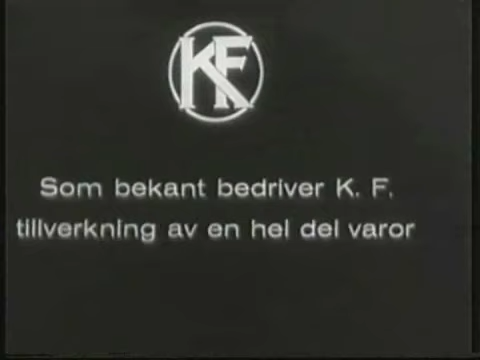 KF
Som bekant bedriver K. F.
tillverkning av en hel del varor